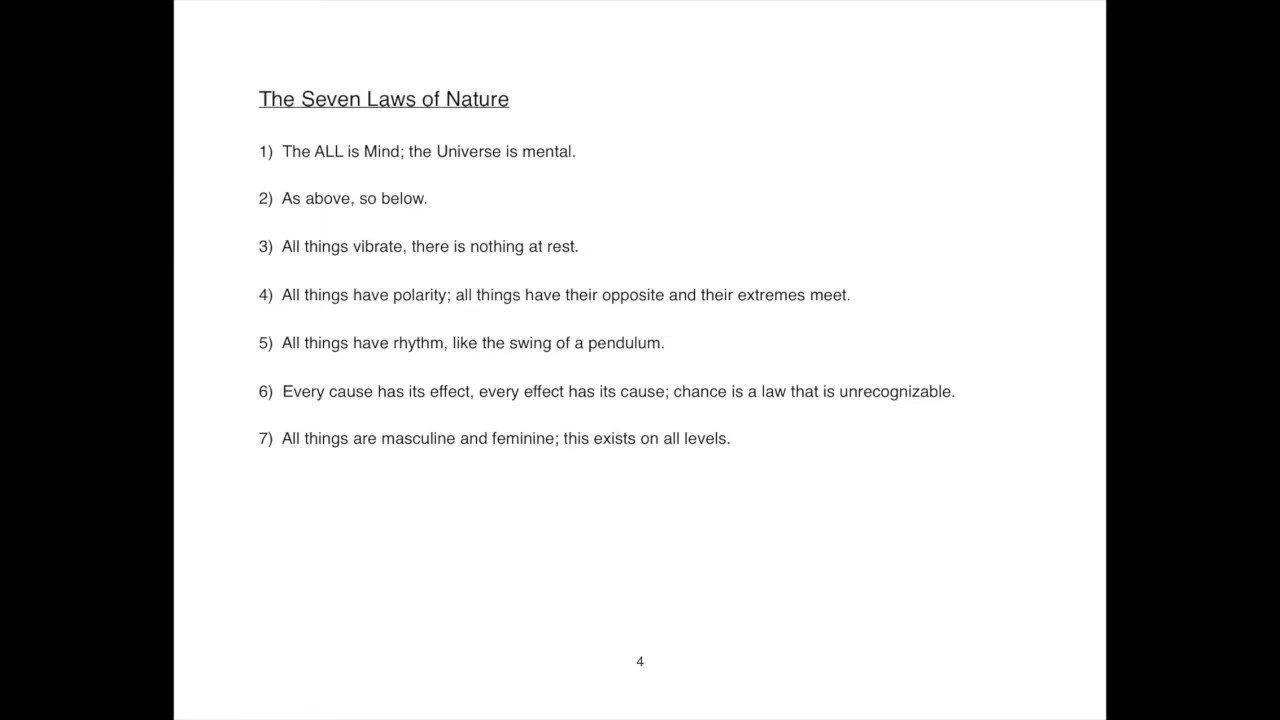 The Seven Laws of Nature
1) The ALL is Mind; the Universe is mental.
2) As above, so below.
3) All things vibrate, there is nothing at rest.
4) All things have polarity; all things have their opposite and their extremes meet.
5) All things have rhythm, like the swing of a pendulum.
6) Every cause has its effect, every effect has its cause; chance is a law that is unrecognizable.
7) All things are masculine and feminine; this exists on all levels.
4